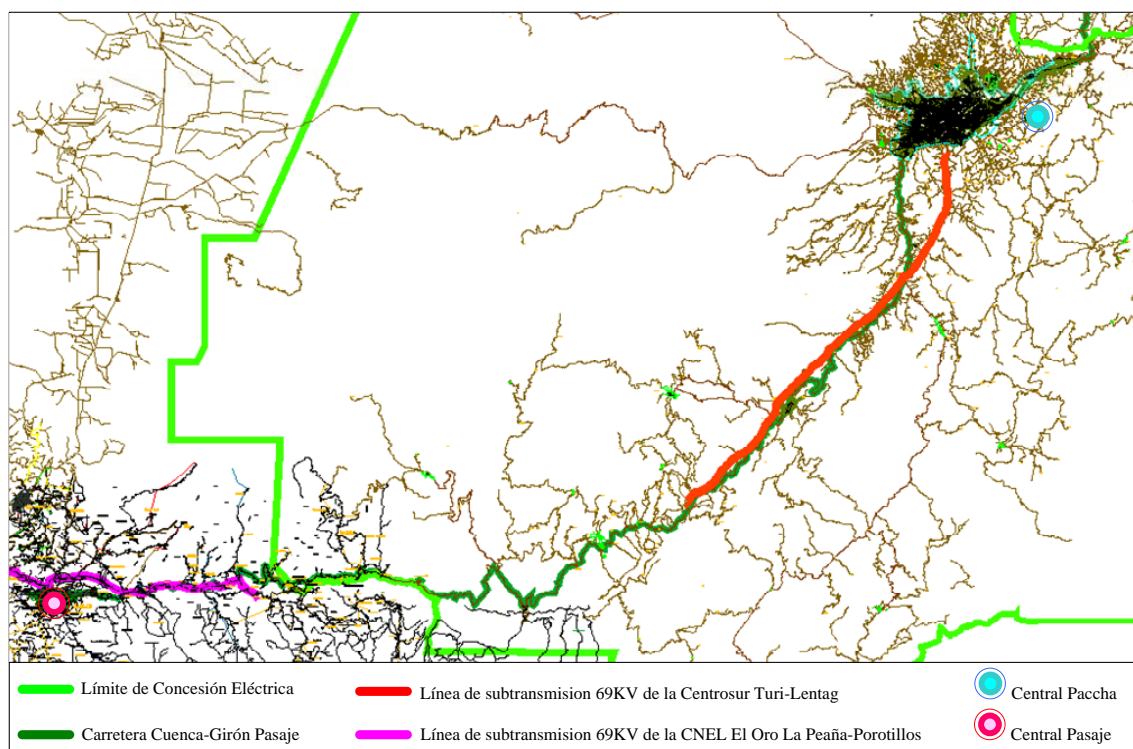 Límite de Concesión Eléctrica
Línea de subtransmision 69KV de la Centrosur Turi-Lentag
Central Paccha
Carretera Cuenca-Girón Pasaje
Línea de subtransmision 69KV de la CNEL El Oro La Peaña-Porotillos
Central Pasaje